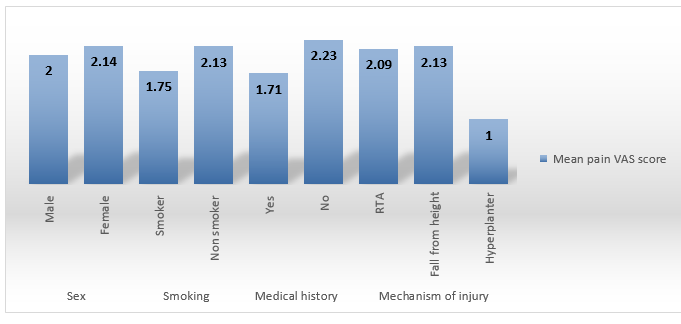 2
2.14
1.75
2.13
1.71
2.23
2.09
2.13
1
Mean pain VAS score
Male
Female
Smoker
Non smoker
Yes
No
RTA
Fall from height
Hyperplanter
Sex
Smoking
Medical history
Mechanism of injury